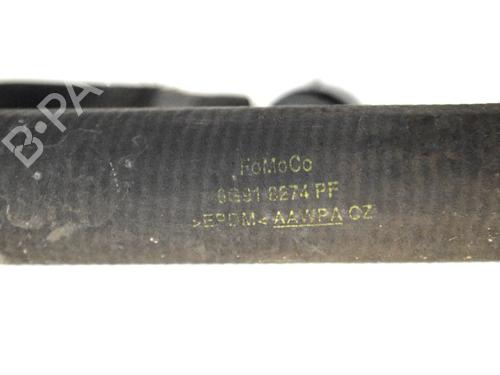 B-PA
FoMoCo
6G91 8274 PF
>EPDM< AAWPA CZ